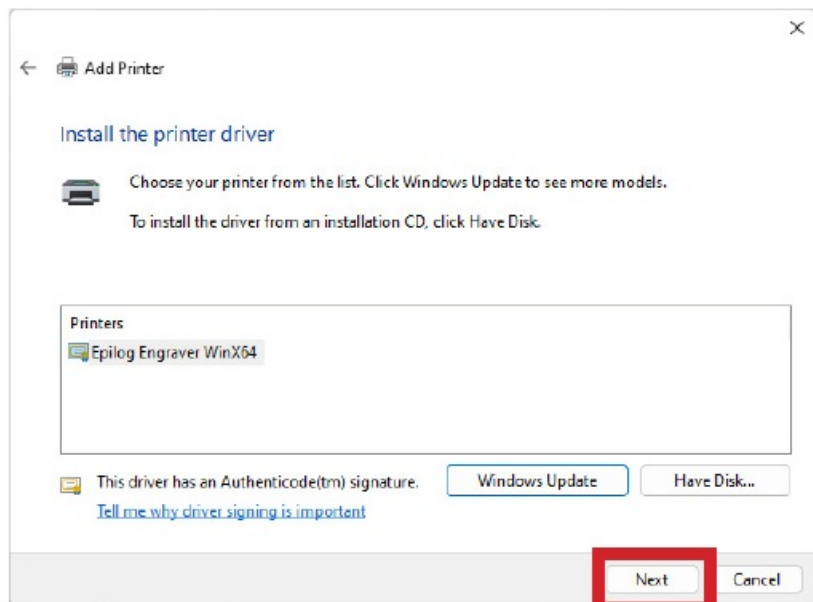 Add Printer
Install the printer driver
Choose your printer from the list. Click Windows Update to see more models.
To install the driver from an installation CD, click Have Disk.
Printers
Epilog Engraver WinX64
This driver has an Authenticode(tm) signature.
Windows Update
Have Disk...
Tell me why driver signing is important
Next
Cancel